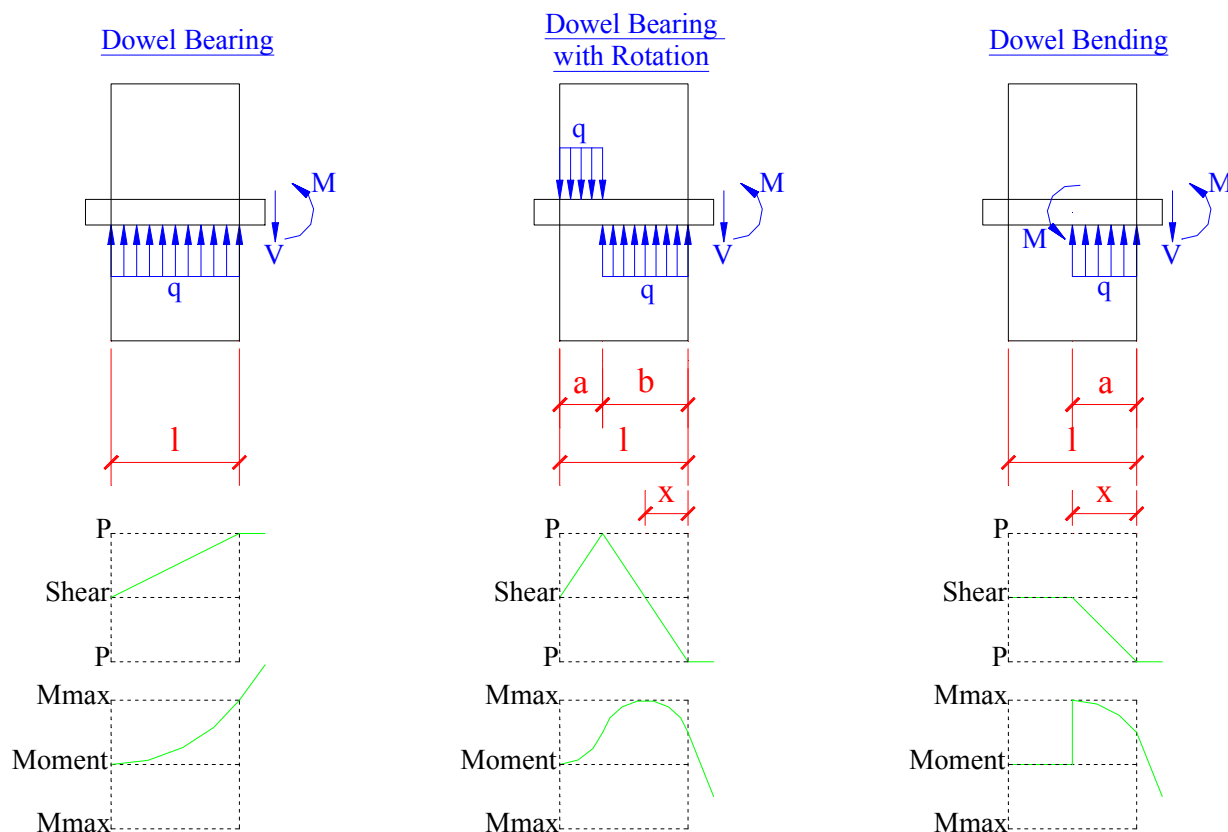 Dowel Bearing
Dowel Bearing
with Rotation
Dowel Bending
q
M
M
M
V
V
M
V
q
q
q
a
b
a
l
l
l
x
x
P
P
P
Shear
Shear
Shear
P
P
P
Mmax
Mmax
Mmax
Moment
Moment
Moment
Mmax
Mmax
Mmax